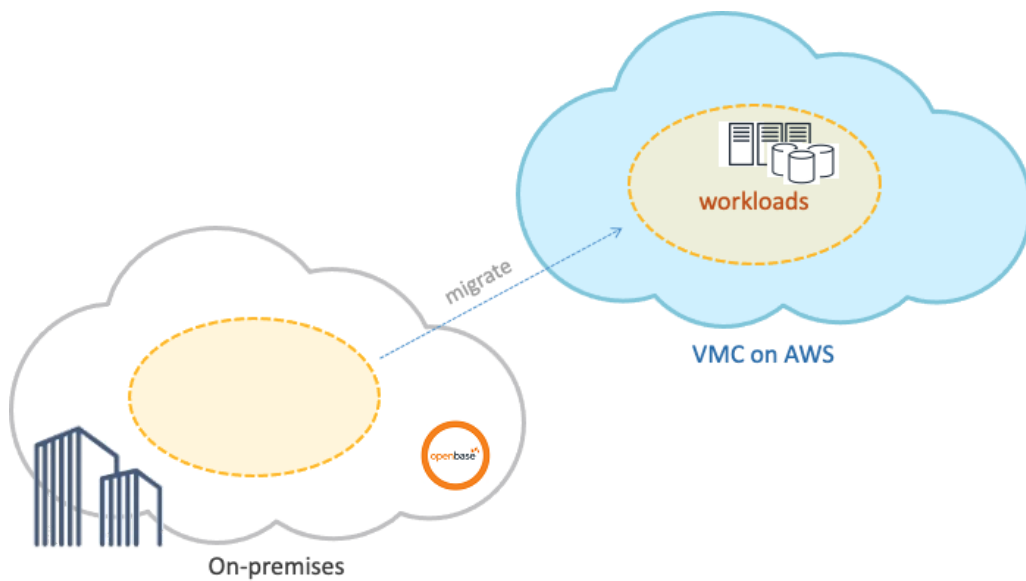 workloads
migrate
VMC on AWS
openbase
On-premises